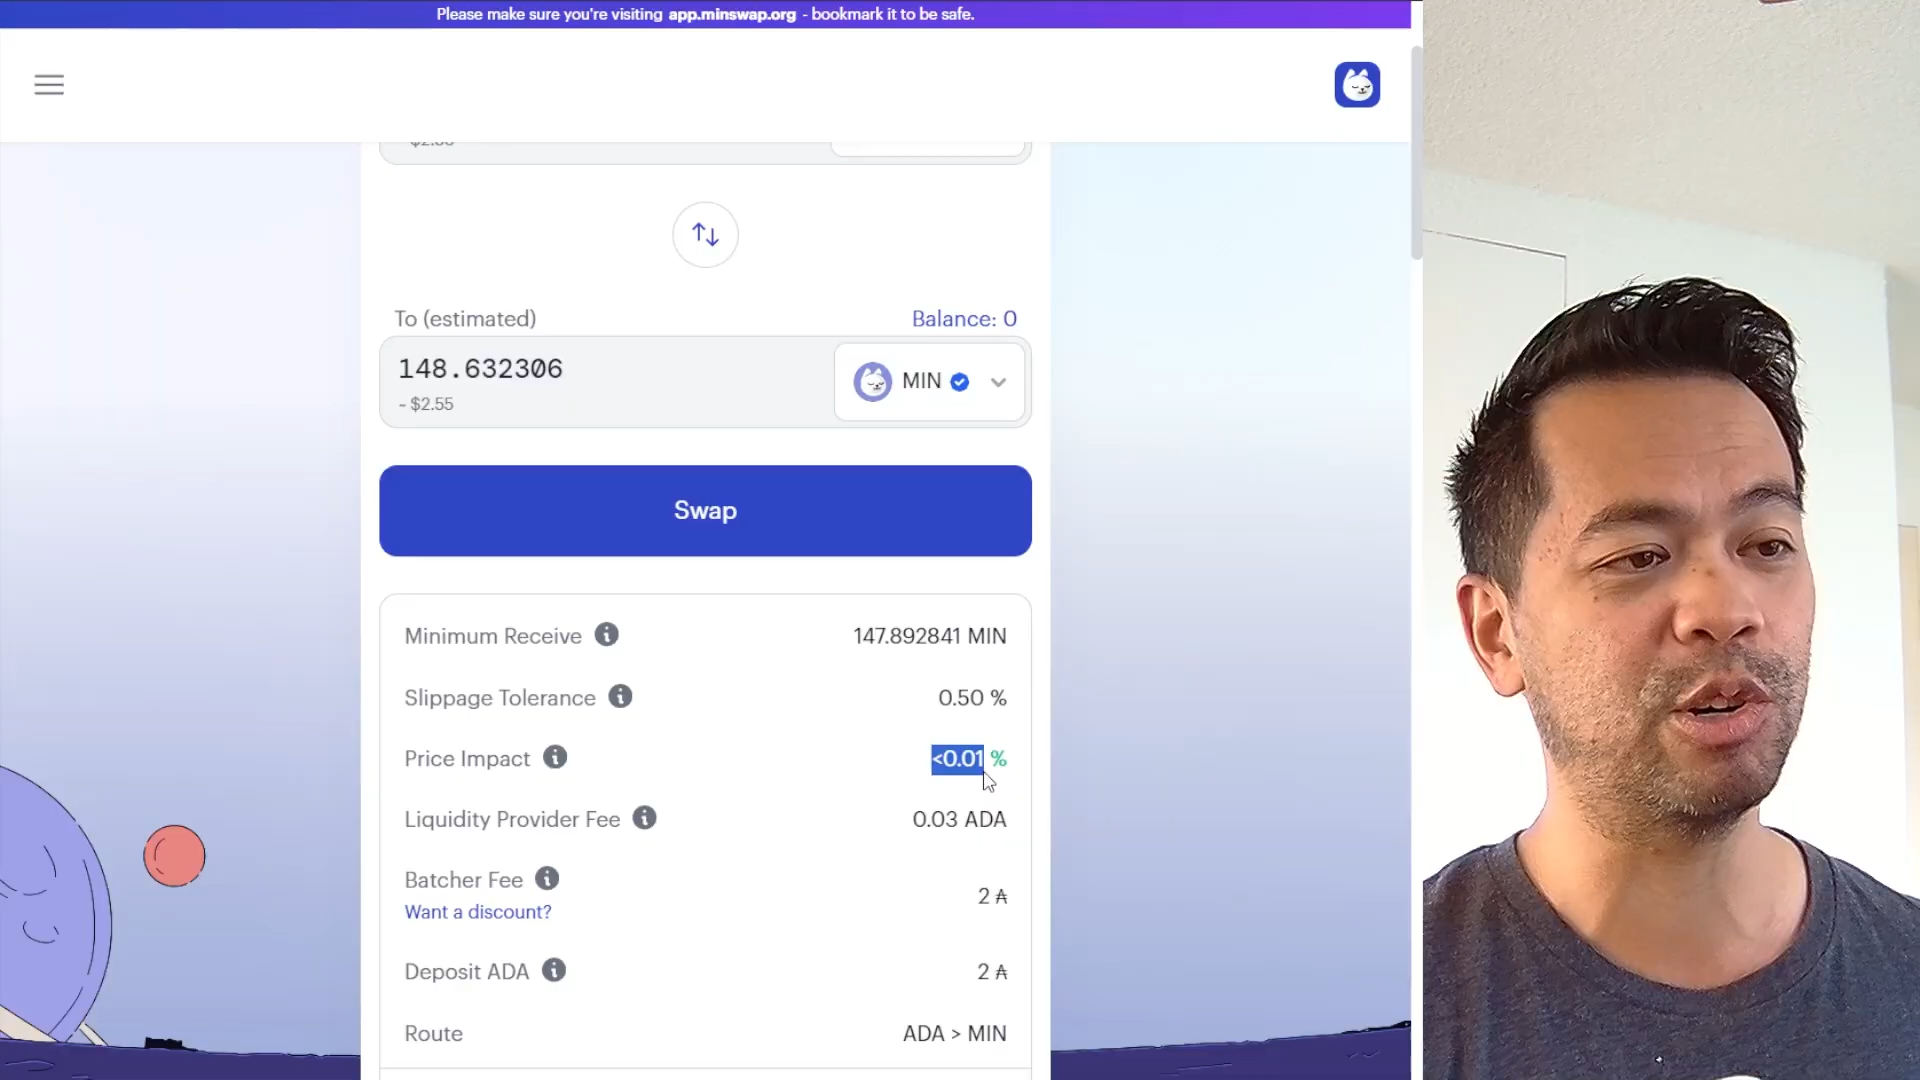 Please make sure you're visiting app.minswap.org - bookmark it to be safe.
To (estimated)
Balance: 0
148.632306
~ $2.55
MIN
Swap
Minimum Receive
147.892841 MIN
Slippage Tolerance
0.50 %
Price Impact
<0.01 %
Liquidity Provider Fee
0.03 ADA
Batcher Fee
Want a discount?
2 ₳
Deposit ADA
2 ₳
Route
ADA > MIN